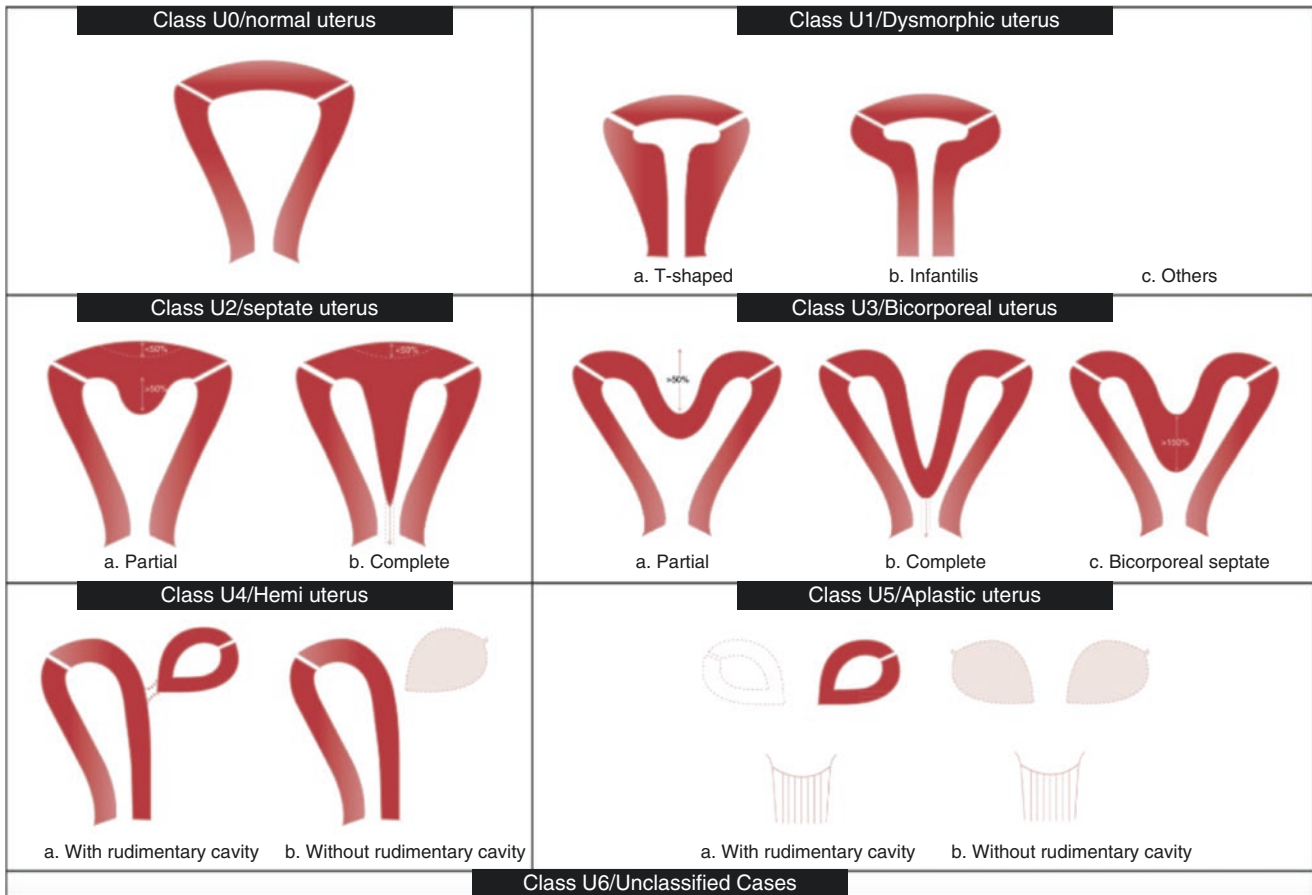 Class U0/normal uterus
Class U1/Dysmorphic uterus
a. T-shaped
b. Infantilis
c. Others
Class U2/septate uterus
<50%
>50%
a. Partial
<50%
b. Complete
Class U3/Bicorporeal uterus
>50%
a. Partial
b. Complete
>150%
c. Bicorporeal septate
Class U4/Hemi uterus
a. With rudimentary cavity
b. Without rudimentary cavity
Class U5/Aplastic uterus
a. With rudimentary cavity
b. Without rudimentary cavity
Class U6/Unclassified Cases